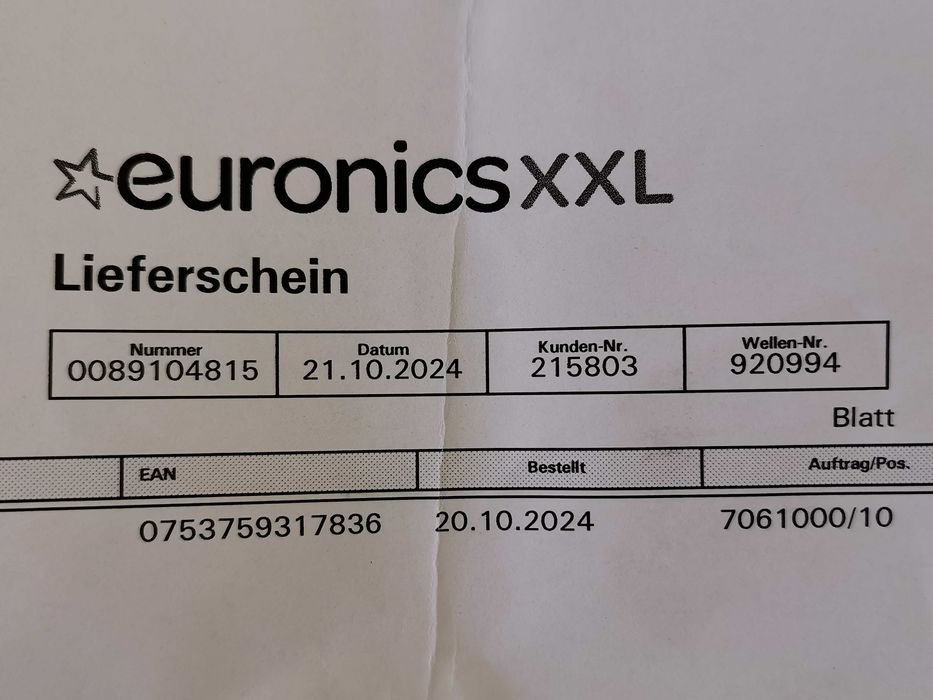 euronics XXL
Lieferschein
Nummer Datum Kunden-Nr. Wellen-Nr.
0089104815 21.10.2024 215803 920994
Blatt
EAN Bestellt Auftrag/Pos.
0753759317836 20.10.2024 7061000/10